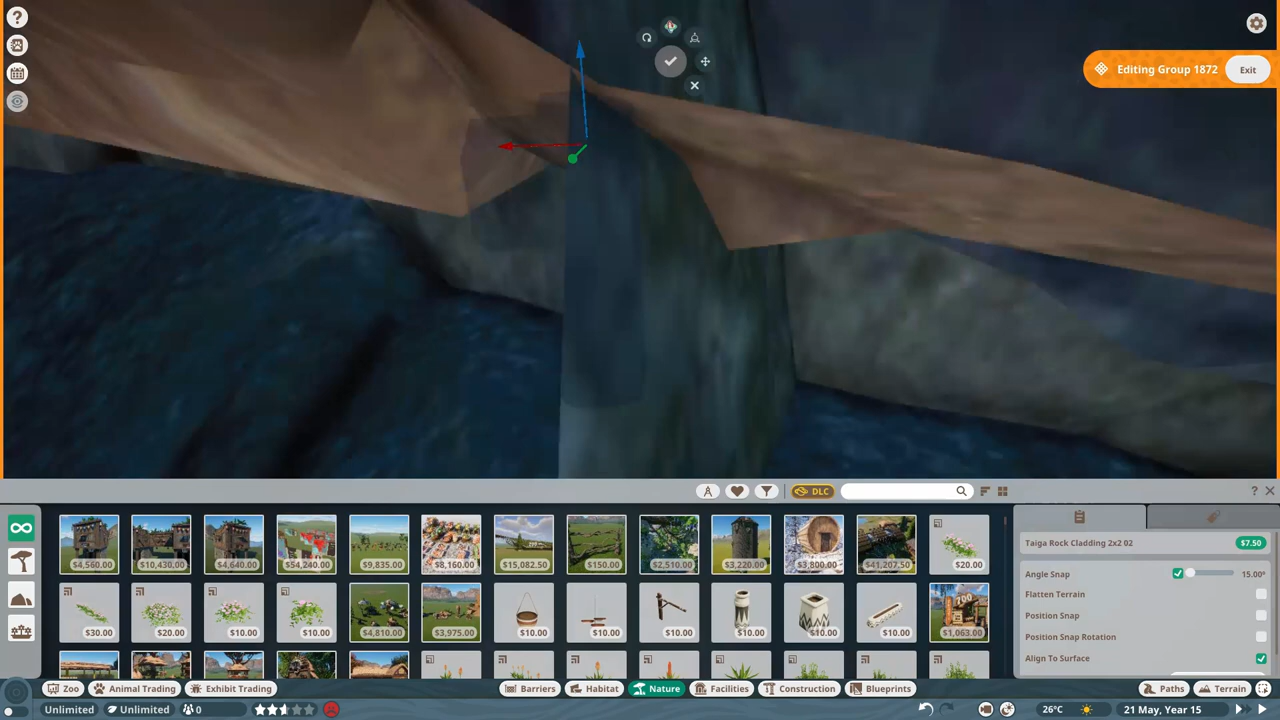 Editing Group 1872
Exit
DLC
$4,560.00
$10,430.00
$4,640.00
$54,240.00
$9,835.00
$8,160.00
$15,082.50
$150.00
$2,510.00
$3,220.00
$3,800.00
$41,207.50
$20.00
$30.00
$20.00
$10.00
$10.00
$4,810.00
$3,975.00
$10.00
$10.00
$10.00
$10.00
$10.00
$10.00
$1,063.00
Taiga Rock Cladding 2x2 02
$7.50
Angle Snap
15.00°
Flatten Terrain
Position Snap
Position Snap Rotation
Align To Surface
Zoo
Animal Trading
Exhibit Trading
Barriers
Habitat
Nature
Facilities
Construction
Blueprints
Paths
Terrain
Unlimited
Unlimited
0
26°C
21 May, Year 15